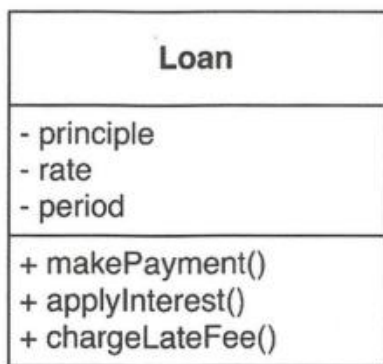 Loan
- principle
- rate
- period
+ makePayment()
+ applyInterest()
+ chargeLateFee()